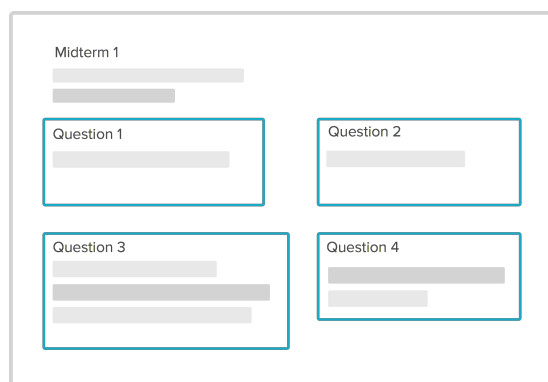 Midterm 1
Question 1
Question 2
Question 3
Question 4